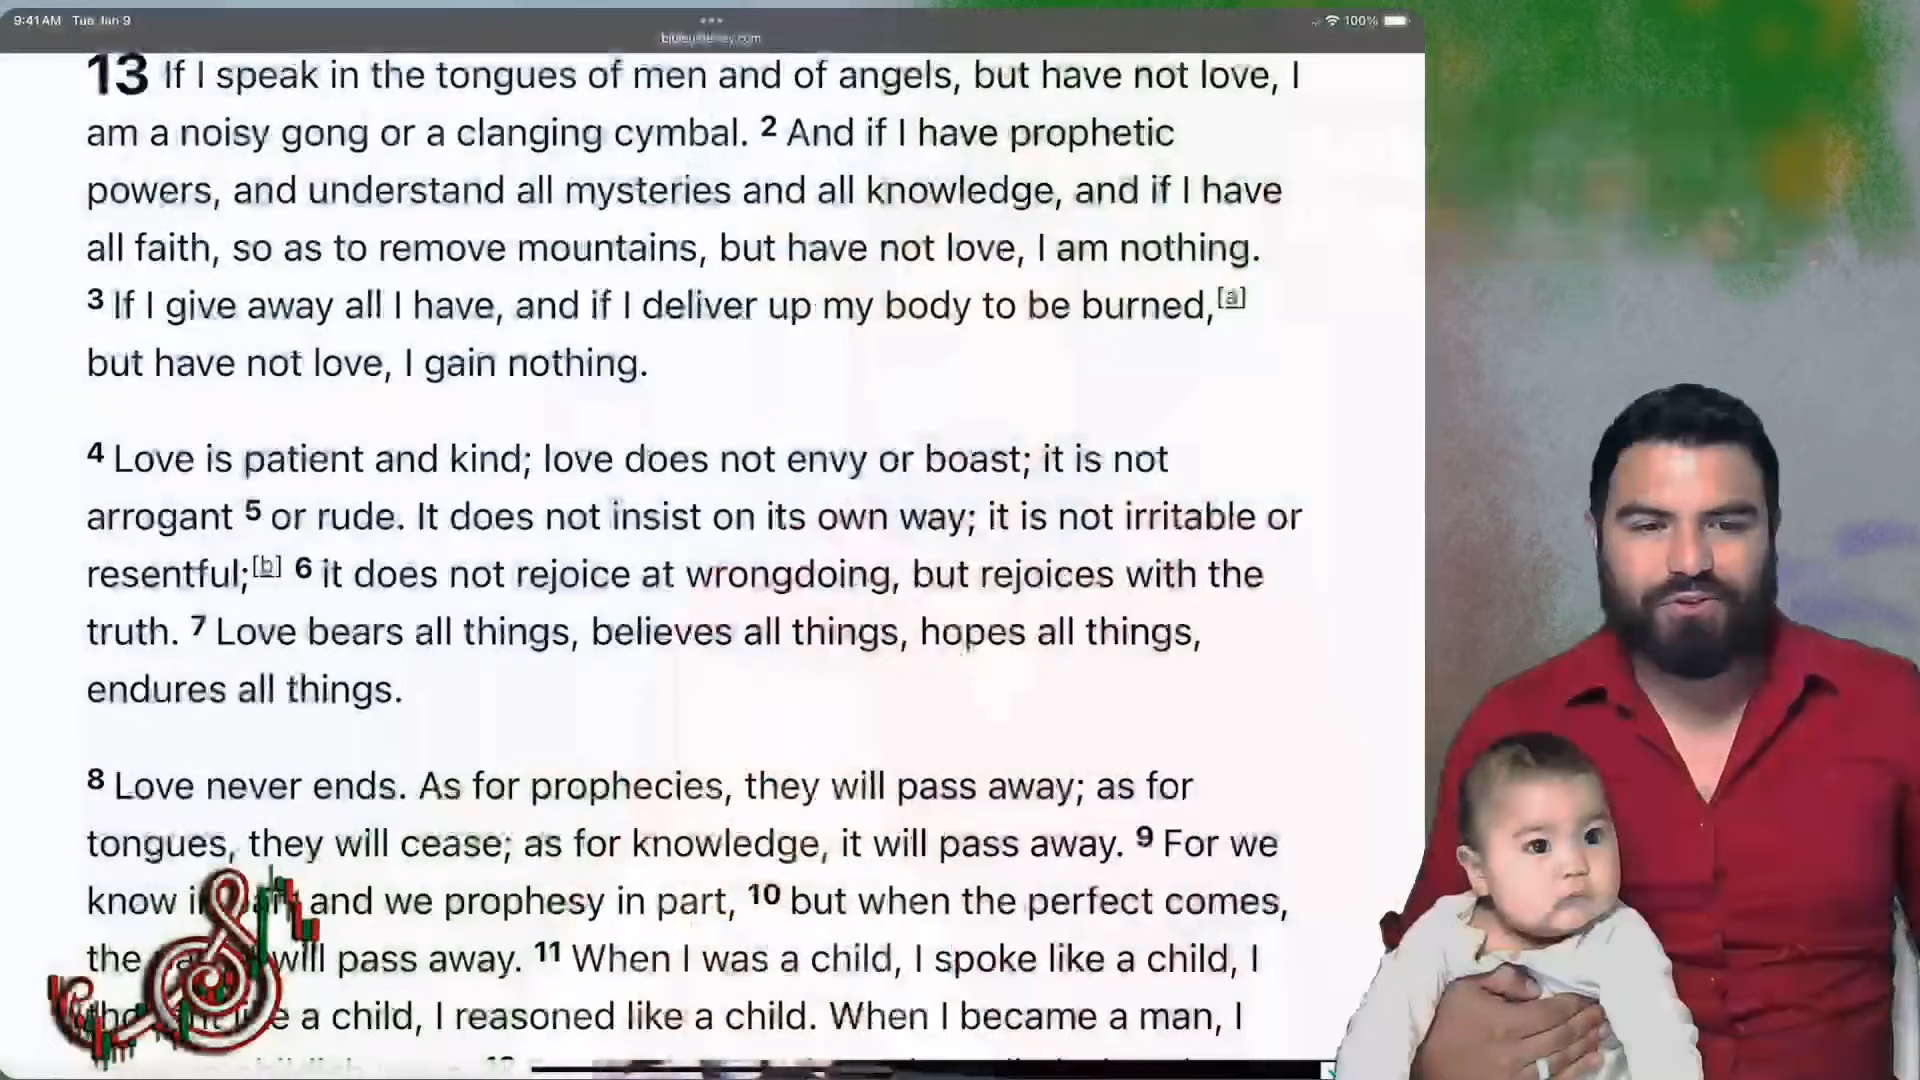 9:41 AM Tue Jan 9
100%
13 If I speak in the tongues of men and of angels, but have not love, I
am a noisy gong or a clanging cymbal. 2 And if I have prophetic
powers, and understand all mysteries and all knowledge, and if I have
all faith, so as to remove mountains, but have not love, I am nothing.
3 If I give away all I have, and if I deliver up my body to be burned,[a]
but have not love, I gain nothing.
4 Love is patient and kind; love does not envy or boast; it is not
arrogant 5 or rude. It does not insist on its own way; it is not irritable or
resentful;[b] 6 it does not rejoice at wrongdoing, but rejoices with the
truth. 7 Love bears all things, believes all things, hopes all things,
endures all things.
8 Love never ends. As for prophecies, they will pass away; as for
tongues, they will cease; as for knowledge, it will pass away. 9 For we
know and we prophesy in part, 10 but when the perfect comes,
the will pass away. 11 When I was a child, I spoke like a child, I
a child, I reasoned like a child. When I became a man, I